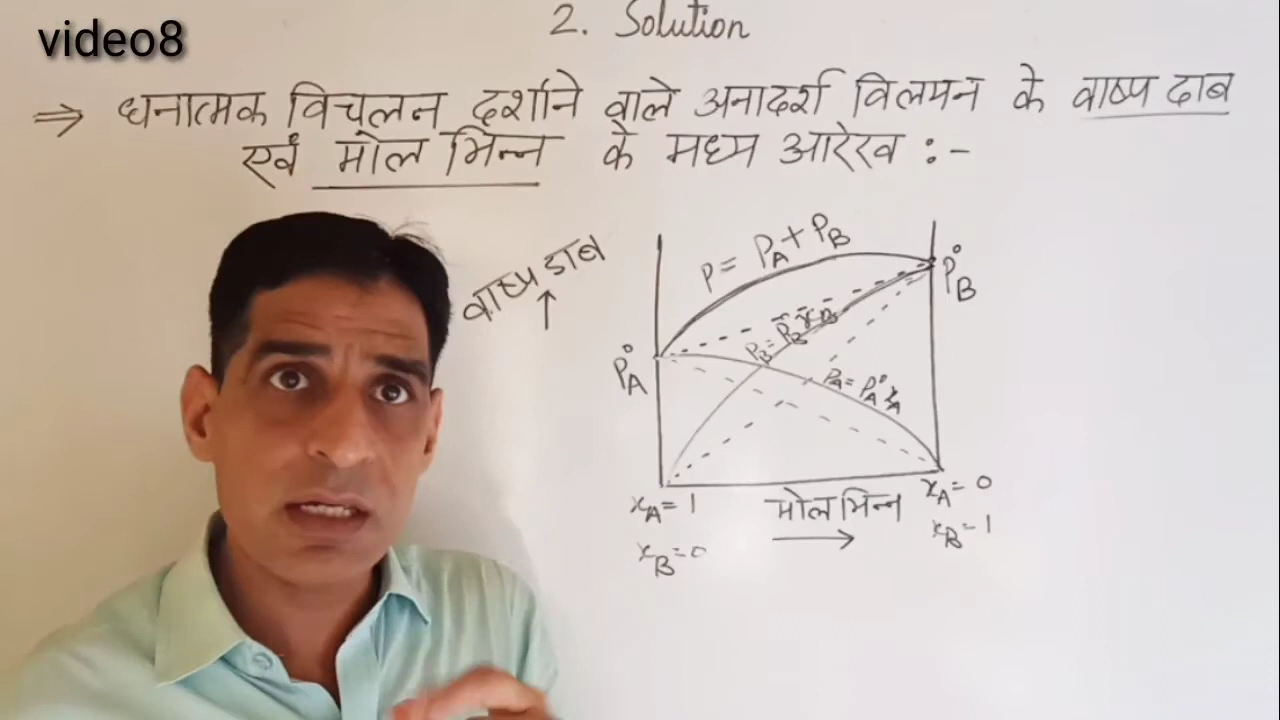 video8
2. Solution
⇒ धनात्मक विचलन दर्शाने वाले अनादर्श विलयन के वाष्प दाब
एवं मोल भिन्न के मध्य आरेख :-
वाष्प डाब
↑
P = PA + PB
P°B
P°A
PB = P°B xB
PA = P°A xA
xA = 1
मोल भिन्न
xA = 0
xB = 0
→
xB = 1